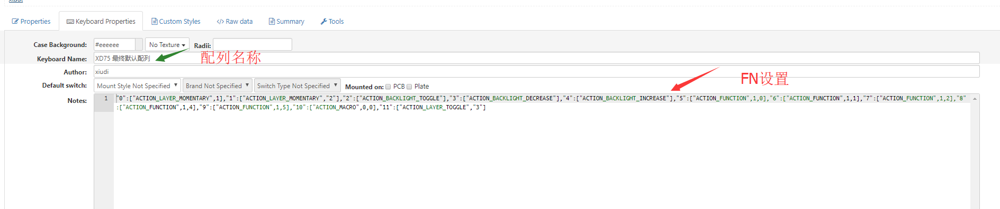 xiudi
Properties Keyboard Properties Custom Styles </> Raw data Summary Tools
Case Background: #eeeeee No Texture Radii:
Keyboard Name: XD75 最终默认配列 配列名称
Author: xiudi
Default switch: Mount Style Not Specified Brand Not Specified Switch Type Not Specified Mounted on: PCB Plate FN设置
Notes: 1 "0":["ACTION_LAYER_MOMENTARY",1],"1":["ACTION_LAYER_MOMENTARY","2"],"2":["ACTION_BACKLIGHT_TOGGLE"],"3":["ACTION_BACKLIGHT_DECREASE"],"4":["ACTION_BACKLIGHT_INCREASE"],"5":["ACTION_FUNCTION",1,0],"6":["ACTION_FUNCTION",1,1],"7":["ACTION_FUNCTION",1,2],"8"
:["ACTION_FUNCTION",1,4],"9":["ACTION_FUNCTION",1,5],"10":["ACTION_MACRO",0,0],"11":["ACTION_LAYER_TOGGLE","3"]